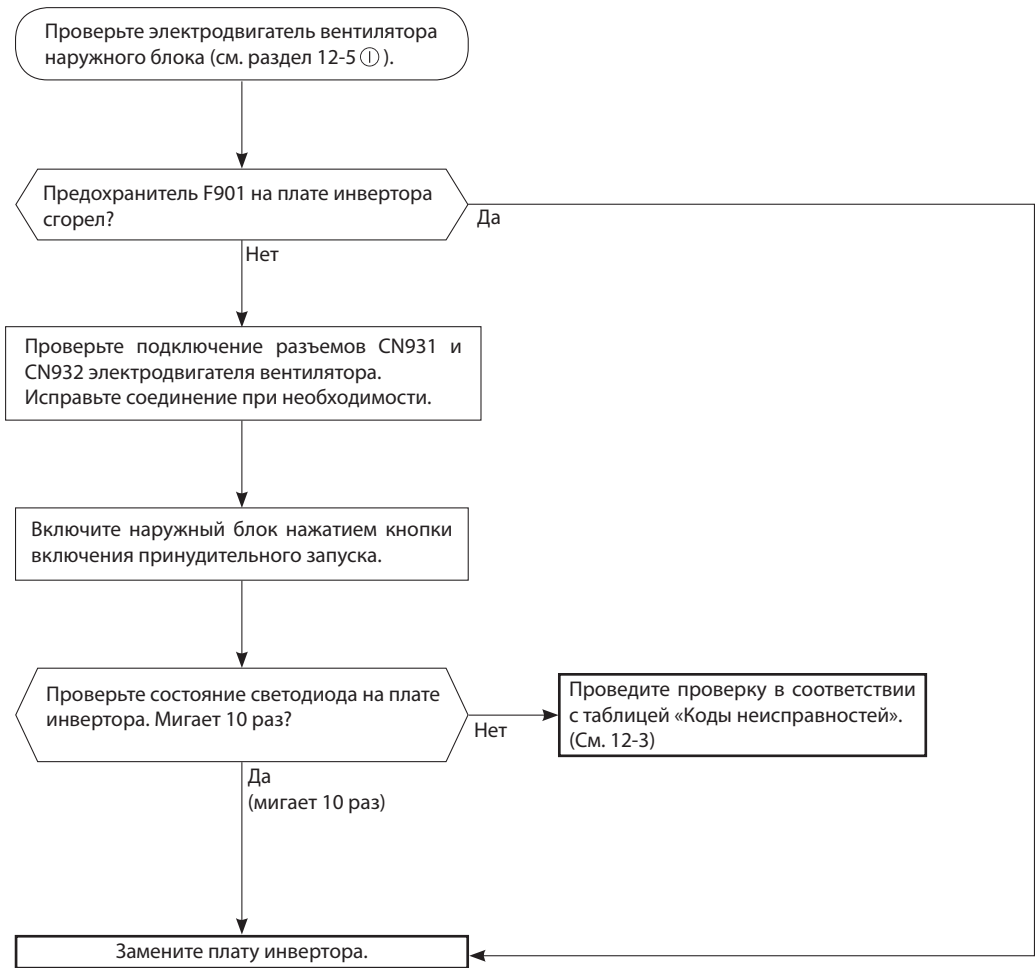 Проверьте электродвигатель вентилятора
наружного блока (см. раздел 12-5 Ⓘ ).
Предохранитель F901 на плате инвертора
сгорел?
Да
Нет
Проверьте подключение разъемов CN931 и
CN932 электродвигателя вентилятора.
Исправьте соединение при необходимости.
Включите наружный блок нажатием кнопки
включения принудительного запуска.
Проверьте состояние светодиода на плате
инвертора. Мигает 10 раз?
Нет
Проведите проверку в соответствии
с таблицей «Коды неисправностей».
(См. 12-3)
Да
(мигает 10 раз)
Замените плату инвертора.